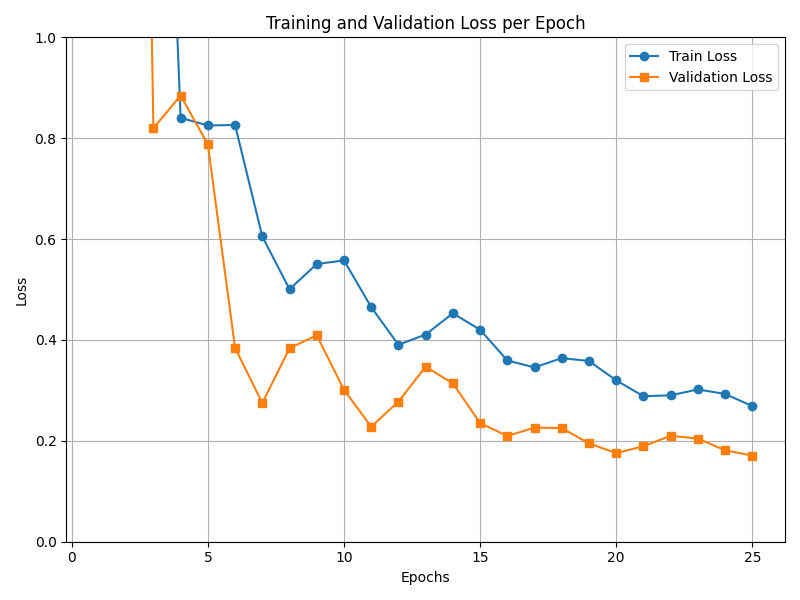 Training and Validation Loss per Epoch
Train Loss
Validation Loss
1.0
0.8
0.6
0.4
0.2
0.0
Loss
0 5 10 15 20 25
Epochs